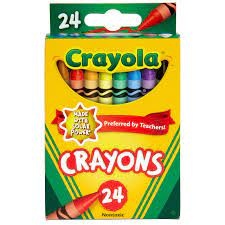 24
Crayola
MADE WITH
SOLAR
POWER*
Preferred by Teachers!
CRAYONS
24
Nontoxic